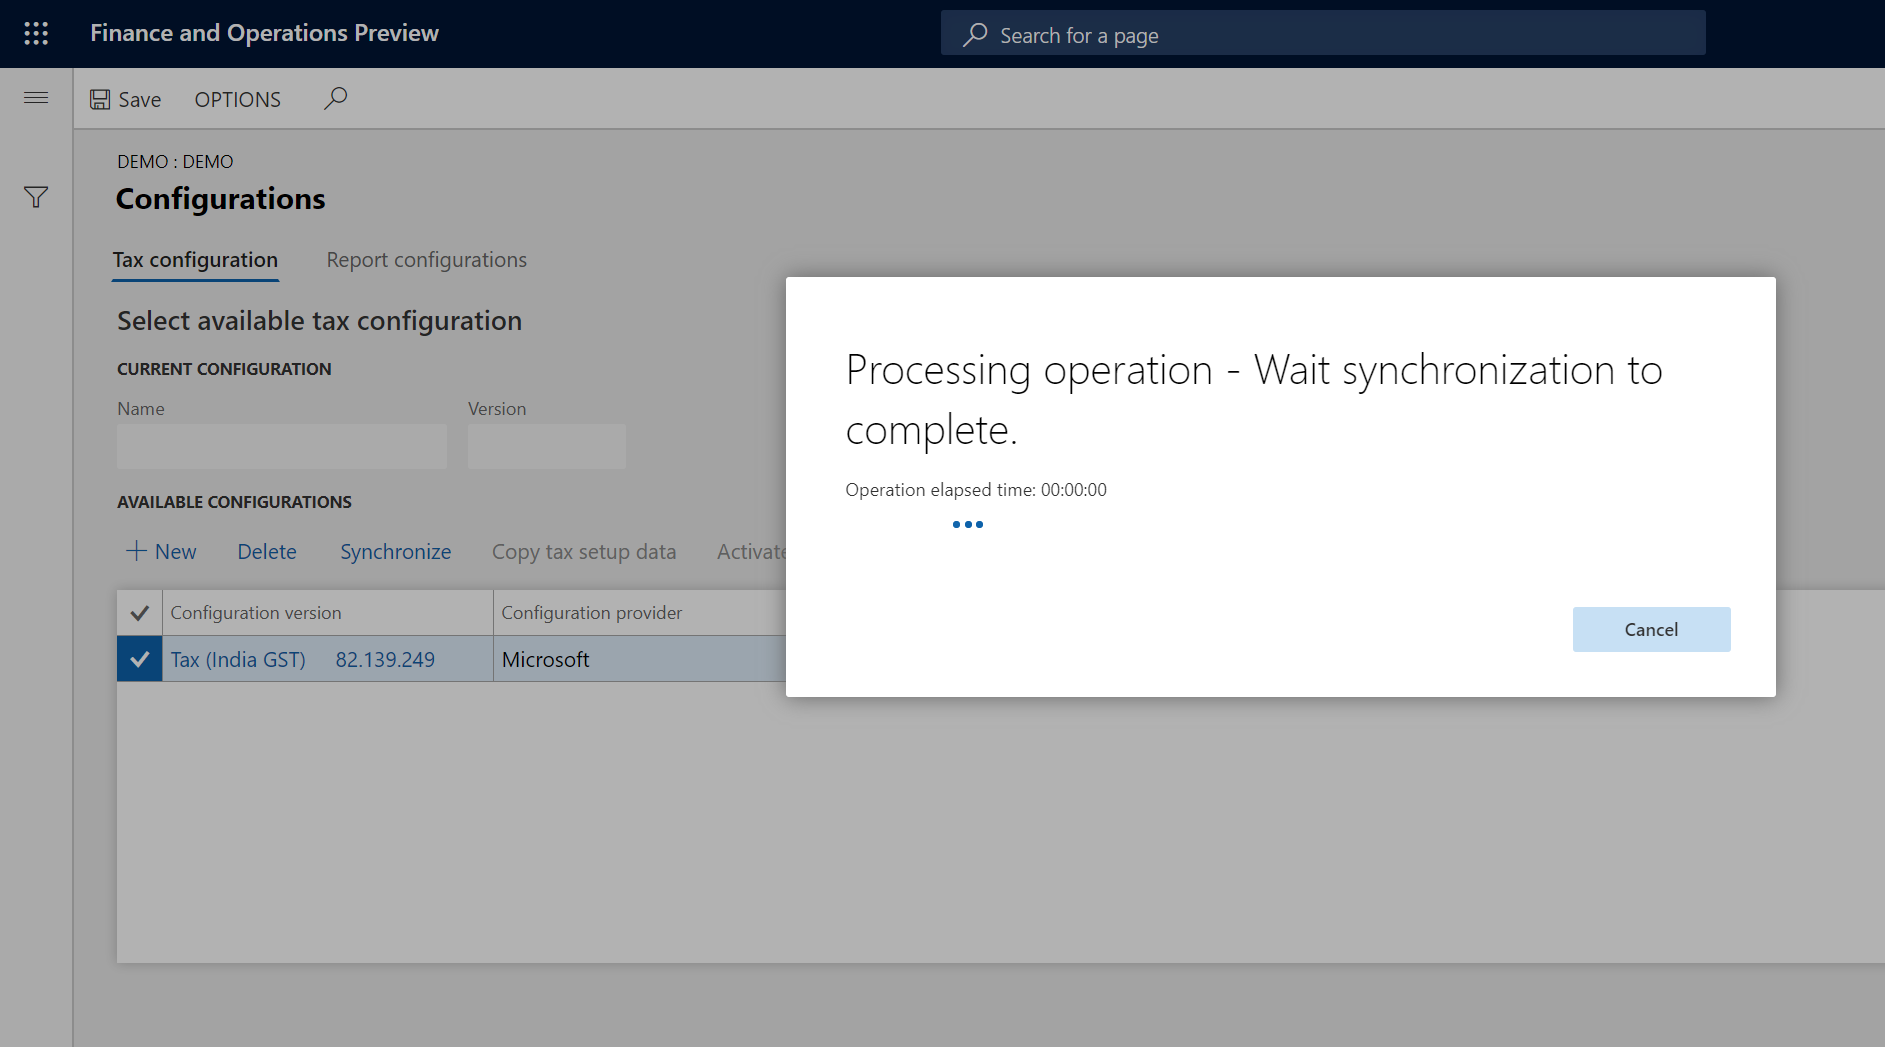 Finance and Operations Preview
Search for a page
Save OPTIONS
DEMO : DEMO
Configurations
Tax configuration Report configurations
Select available tax configuration
CURRENT CONFIGURATION
Name Version
AVAILABLE CONFIGURATIONS
New Delete Synchronize Copy tax setup data Activate
Configuration version Configuration provider
Tax (India GST) 82.139.249 Microsoft
Processing operation - Wait synchronization to
complete.
Operation elapsed time: 00:00:00
Cancel